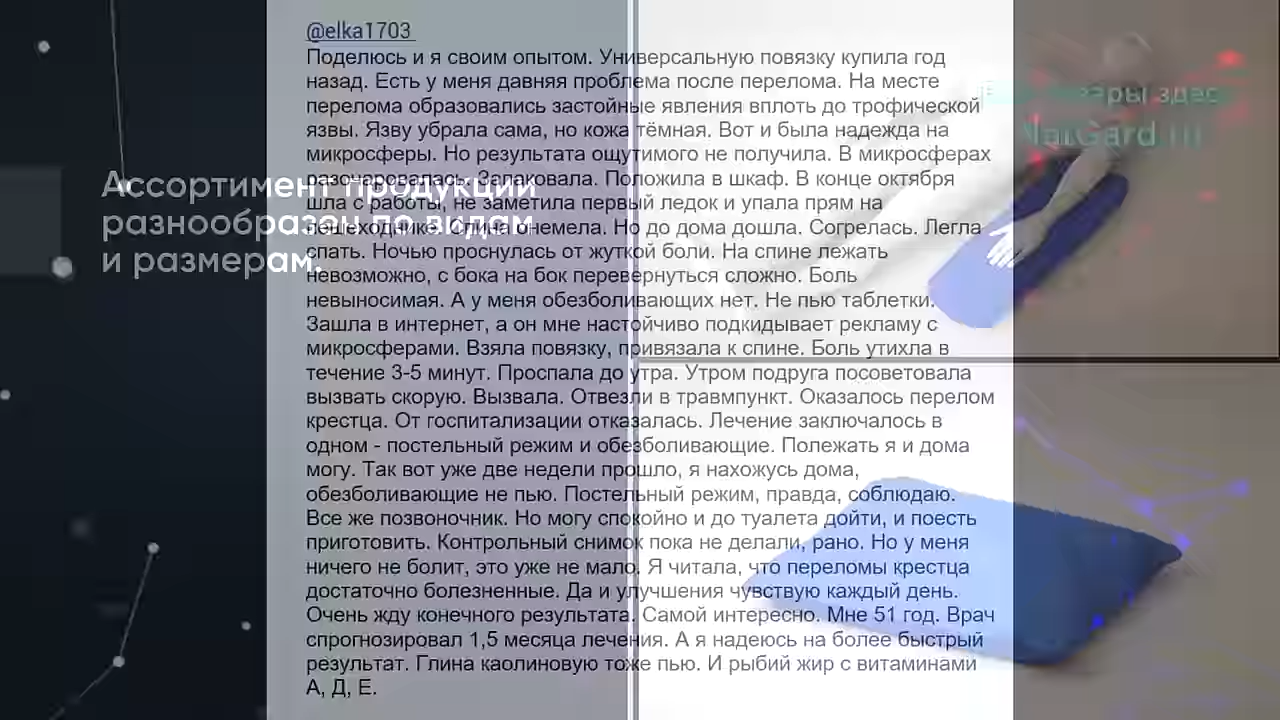 @elka1703
Поделюсь и я своим опытом. Универсальную повязку купила год
назад. Есть у меня давняя проблема после перелома. На месте
перелома образовались застойные явления вплоть до трофической
язвы. Язву убрала сама, но кожа тёмная. Вот и была надежда на
микросферы. Но результата ощутимого не получила. В микросферах
разочаровалась. Запаковала. Положила в шкаф. В конце октября
шла с работы, не заметила первый ледок и упала прям на
Спина онемела. Но до дома дошла. Согрелась. Легла
спать. Ночью проснулась от жуткой боли. На спине лежать
невозможно, с бока на бок перевернуться сложно. Боль
невыносимая. А у меня обезболивающих нет. Не пью таблетки.
Зашла в интернет, а он мне настойчиво подкидывает рекламу с
микросферами. Взяла повязку, привязала к спине. Боль утихла в
течение 3-5 минут. Проспала до утра. Утром подруга посоветовала
вызвать скорую. Вызвала. Отвезли в травмпункт. Оказалось перелом
крестца. От госпитализации отказалась. Лечение заключалось в
одном - постельный режим и обезболивающие. Полежать я и дома
могу. Так вот уже две недели прошло, я нахожусь дома,
обезболивающие не пью. Постельный режим, правда, соблюдаю.
Все же позвоночник. Но могу спокойно и до туалета дойти, и поесть
приготовить. Контрольный снимок пока не делали, рано. Но у меня
ничего не болит, это уже не мало. Я читала, что переломы крестца
достаточно болезненные. Да и улучшения чувствую каждый день.
Очень жду конечного результата. Самой интересно. Мне 51 год. Врач
спрогнозировал 1,5 месяца лечения. А я надеюсь на более быстрый
результат. Глина каолиновую тоже пью. И рыбий жир с витаминами
А, Д, Е.
Ассортимент продукции
разнообразен по видам
и размерам.